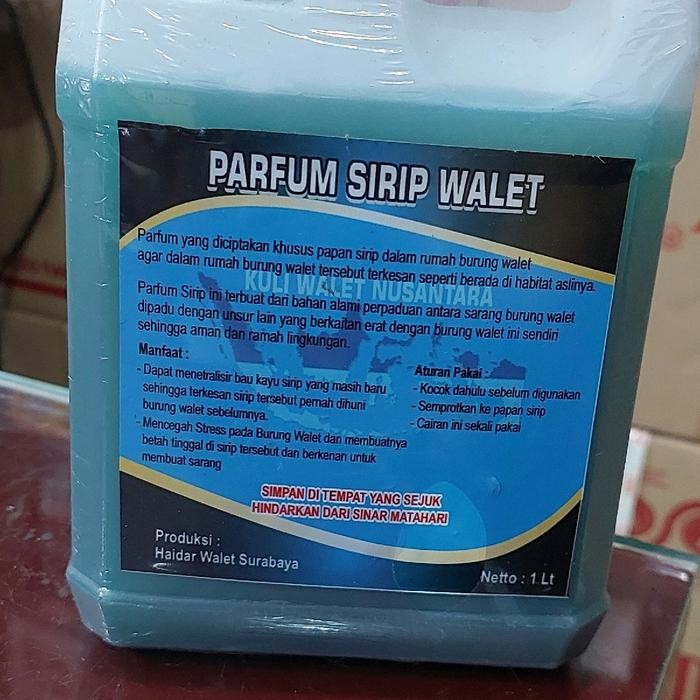 PARFUM SIRIP WALET
Parfum yang diciptakan khusus papan sirip dalam rumah burung walet
agar dalam rumah burung walet tersebut terkesan seperti berada di habitat aslinya.
KULI WALET NUSANTARA
Parfum Sirip ini terbuat dari bahan alami perpaduan antara sarang burung walet
dipadu dengan unsur lain yang berkaitan erat dengan burung walet ini sendiri
sehingga aman dan ramah lingkungan.
Manfaat :
- Dapat menetralisir bau kayu sirip yang masih baru
sehingga terkesan sirip tersebut pernah dihuni
burung walet sebelumnya.
- Mencegah Stress pada Burung Walet dan membuatnya
betah tinggal di sirip tersebut dan berkenan untuk
membuat sarang
Aturan Pakai :
- Kocok dahulu sebelum digunakan
- Semprotkan ke papan sirip
- Cairan ini sekali pakai
SIMPAN DI TEMPAT YANG SEJUK
HINDARKAN DARI SINAR MATAHARI
Produksi :
Haidar Walet Surabaya
Netto : 1 Lt